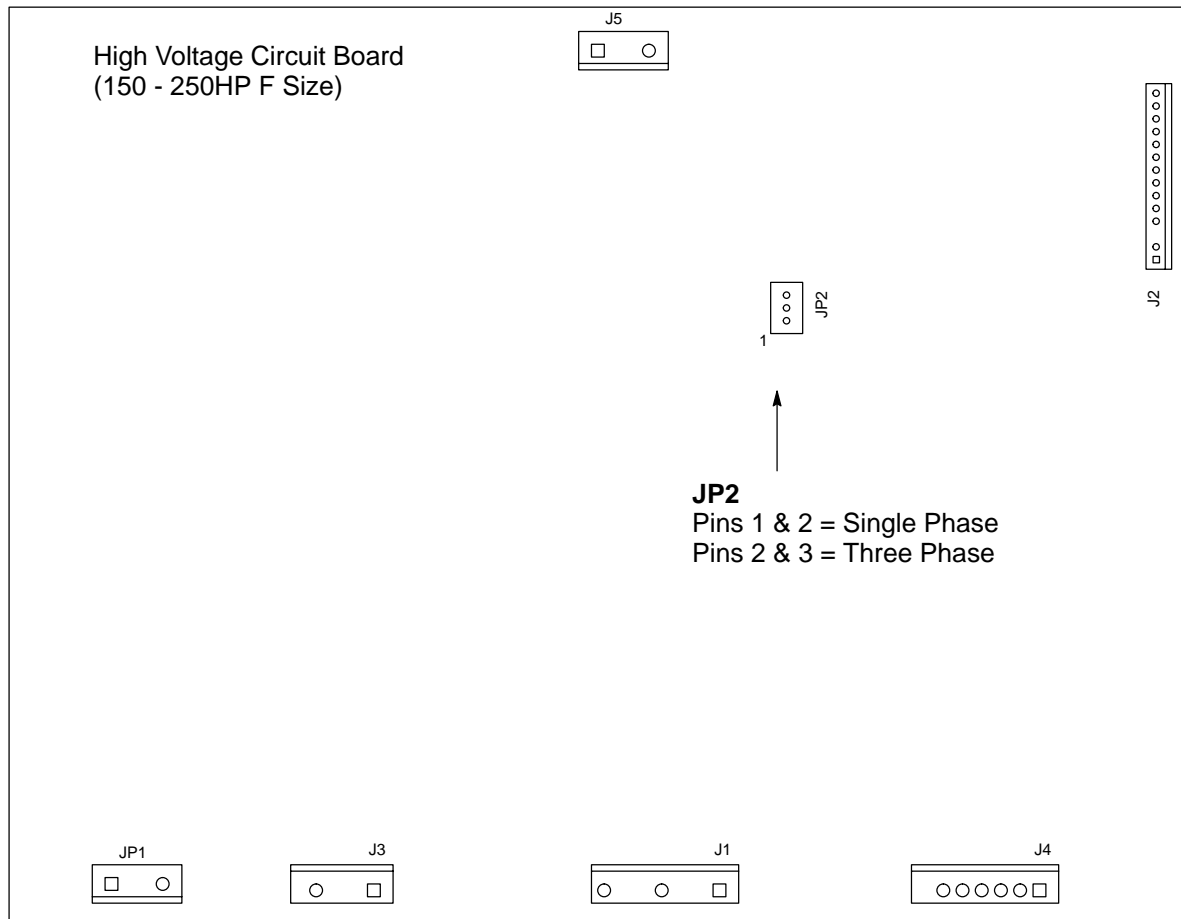 J5
High Voltage Circuit Board
(150 - 250HP F Size)
JP2
J2
1
JP2
Pins 1 & 2 = Single Phase
Pins 2 & 3 = Three Phase
JP1
J3
J1
J4